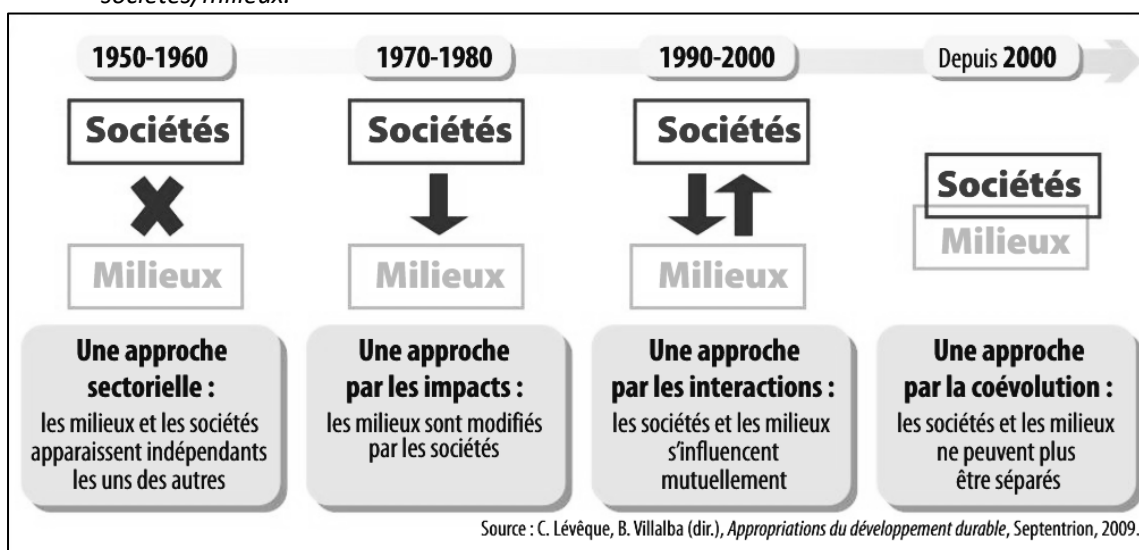 sociétés/milieux.
1950-1960
1970-1980
1990-2000
Depuis 2000
Sociétés
Sociétés
Sociétés
Sociétés
Milieux
Milieux
Milieux
Milieux
Une approche
sectorielle :
les milieux et les sociétés
apparaissent indépendants
les uns des autres
Une approche
par les impacts :
les milieux sont modifiés
par les sociétés
Une approche
par les interactions :
les sociétés et les milieux
s'influencent
mutuellement
Une approche
par la coévolution :
les sociétés et les milieux
ne peuvent plus
être séparés
Source : C. Lévêque, B. Villalba (dir.), Appropriations du développement durable, Septentrion, 2009.